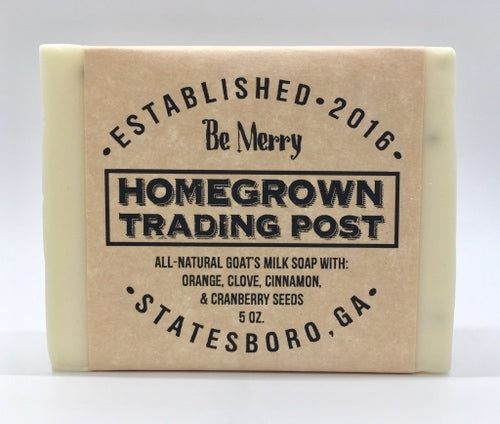 •ESTABLISHED•2016•
Be Merry
HOMEGROWN
TRADING POST
ALL-NATURAL GOAT'S MILK SOAP WITH:
ORANGE, CLOVE, CINNAMON,
& CRANBERRY SEEDS
5 OZ.
•STATESBORO, GA•